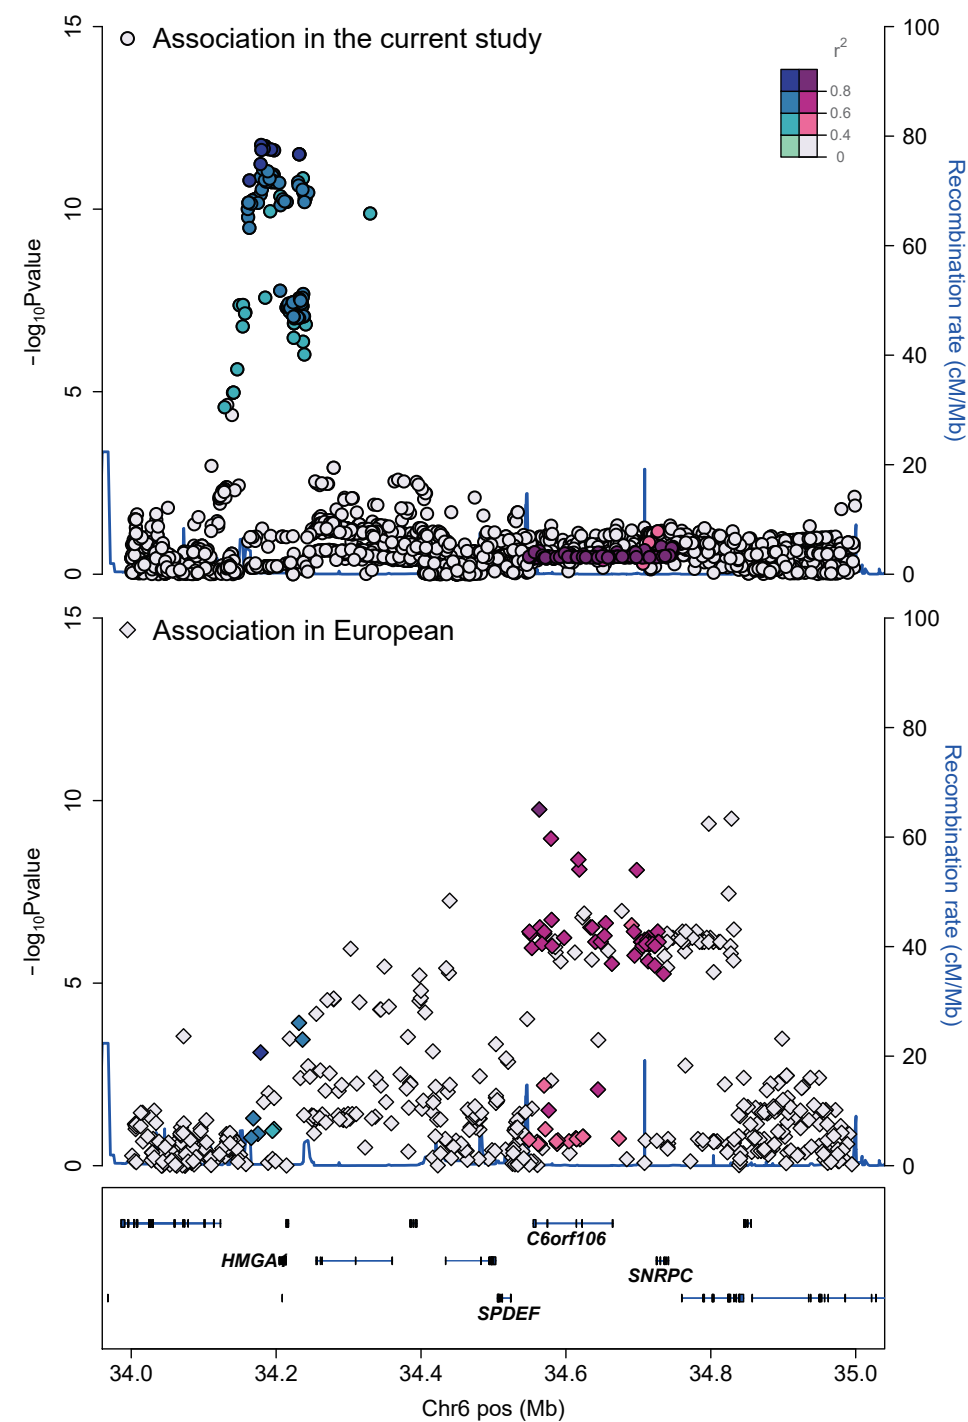 Association in the current study
r2
0.8
0.6
0.4
0
15
10
5
0
−log10Pvalue
100
80
60
40
20
0
Recombination rate (cM/Mb)
Association in European
15
10
5
0
−log10Pvalue
100
80
60
40
20
0
Recombination rate (cM/Mb)
C6orf106
HMGA
SNRPC
SPDEF
34.0 34.2 34.4 34.6 34.8 35.0
Chr6 pos (Mb)